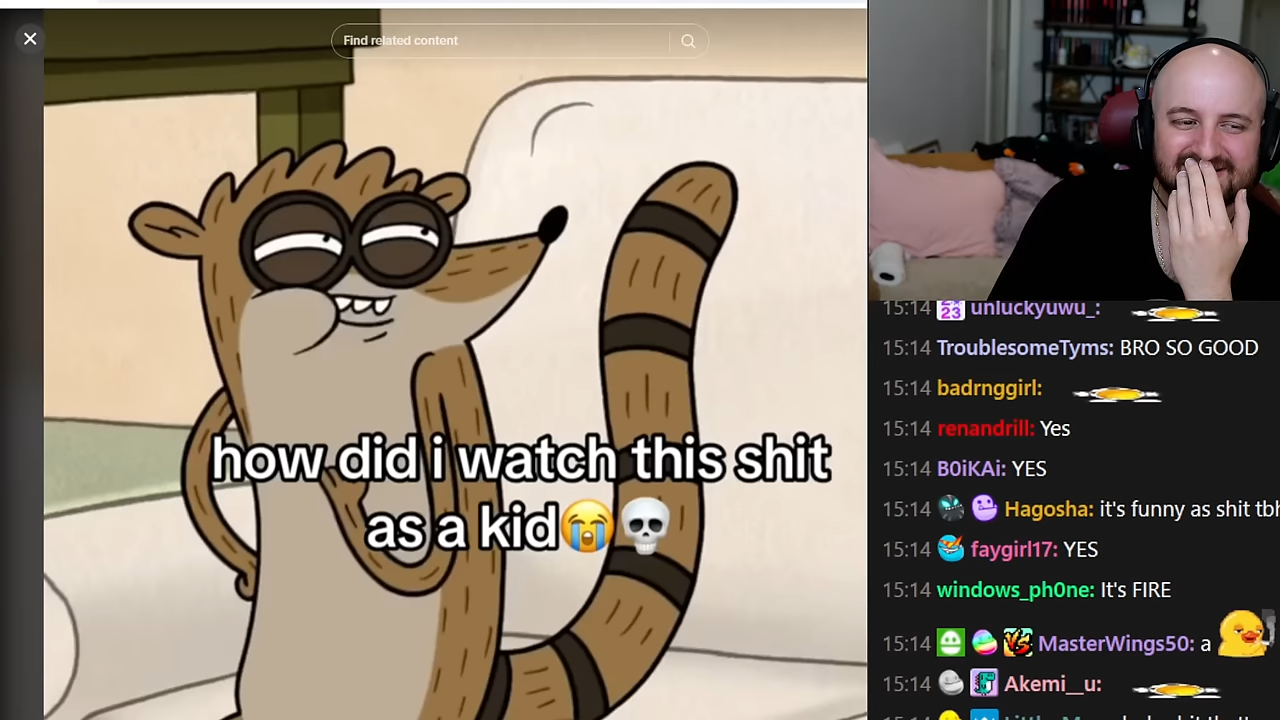 Find related content
how did i watch this shit
as a kid😭💀
15:14 unluckyuwu_:
15:14 TroublesomeTyms: BRO SO GOOD
15:14 badrnggirl:
15:14 renandrill: Yes
15:14 B0iKAi: YES
15:14 Hagosha: it's funny as shit tbh
15:14 faygirl17: YES
15:14 windows_ph0ne: It's FIRE
15:14 MasterWings50: a
15:14 Akemi__u: